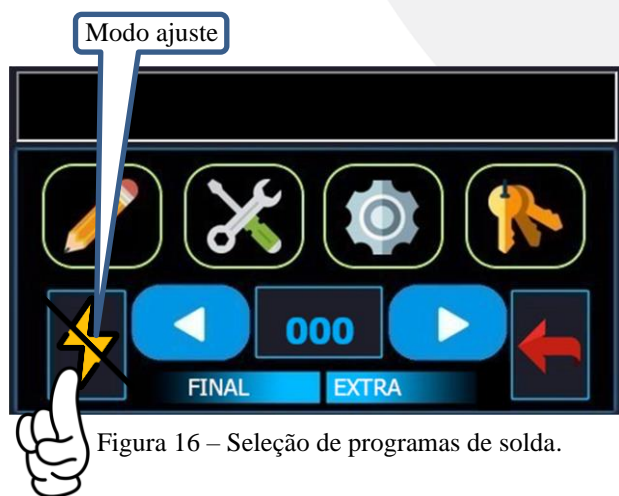 Modo ajuste
000
FINAL EXTRA
Figura 16 – Seleção de programas de solda.